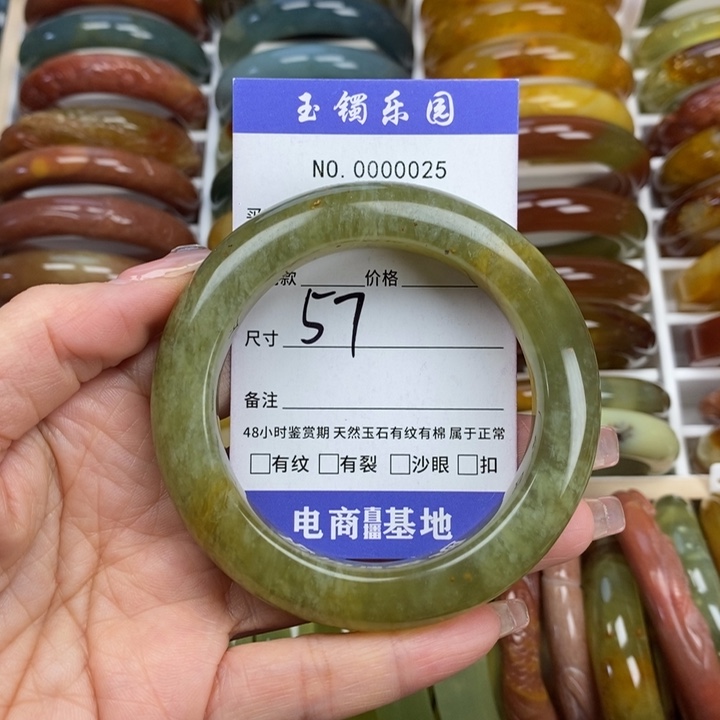 玉镯乐园
NO. 0000025
款 价格
尺寸 57
备注
48小时鉴赏期 天然玉石有纹有棉 属于正常
□有纹 □有裂 □沙眼 □扣
电商直播基地